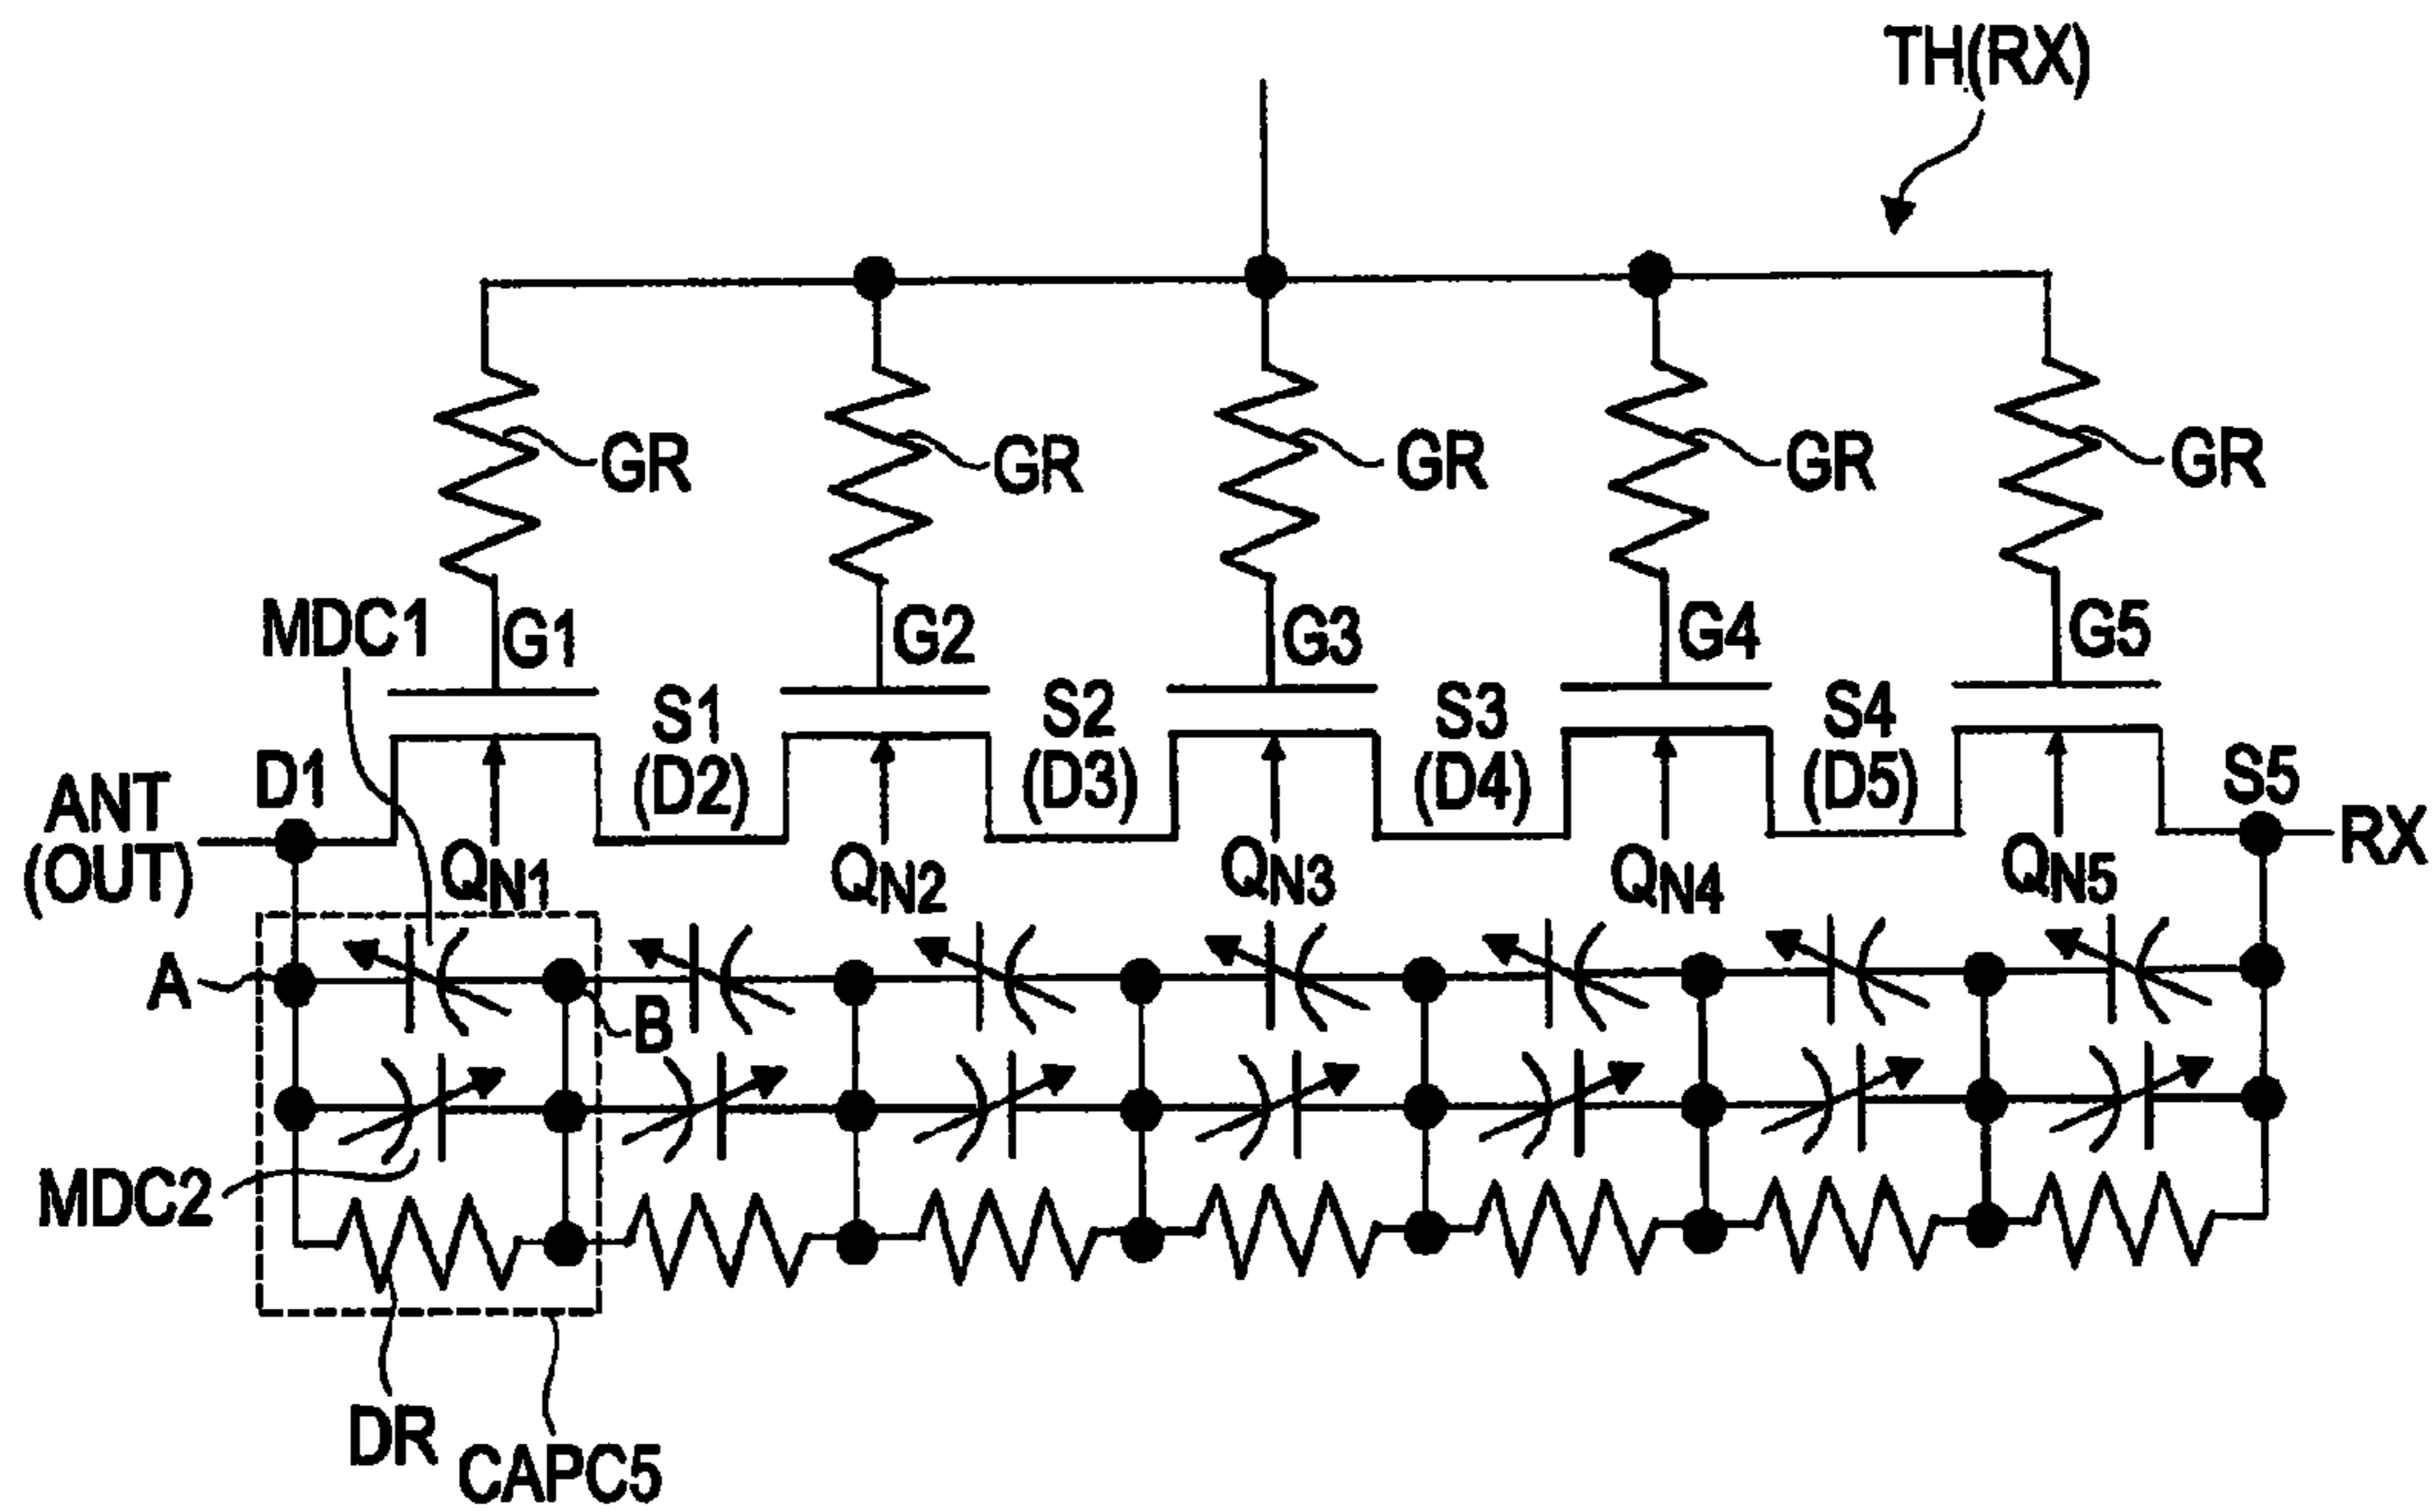 TH(RX)
GR GR GR GR GR
MDC1 G1 G2 G3 G4 G5
S1 S2 S3 S4
(D2) (D3) (D4) (D5)
D1 S5
ANT
(OUT)
QN1 QN2 QN3 QN4 QN5
RX
A
B
MDC2
DR
CAPC5